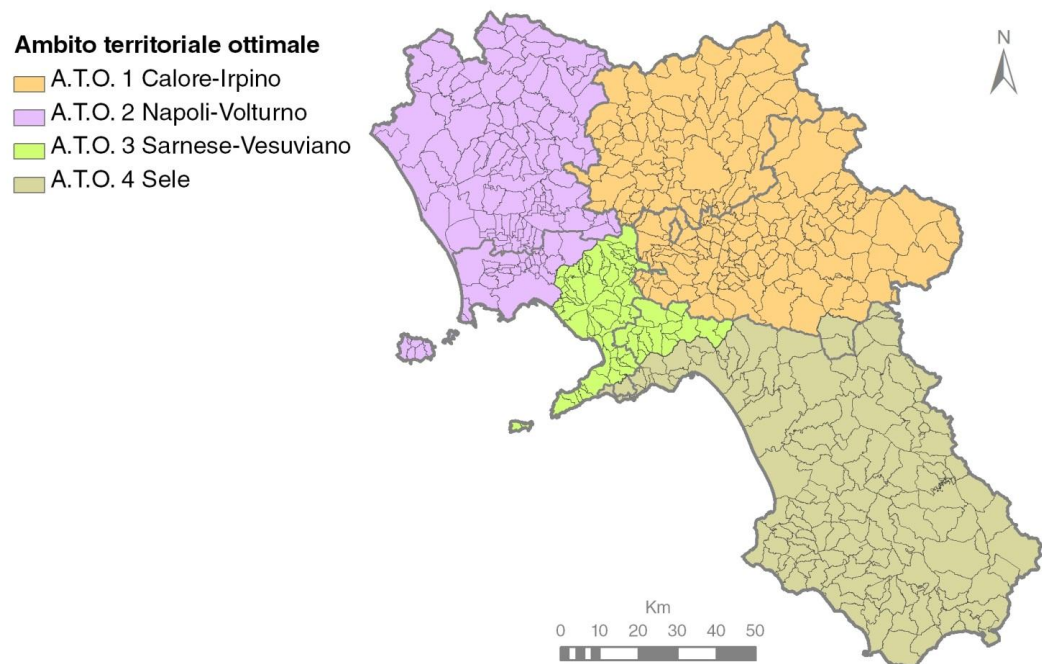 Ambito territoriale ottimale
A.T.O. 1 Calore-Irpino
A.T.O. 2 Napoli-Volturno
A.T.O. 3 Sarnese-Vesuviano
A.T.O. 4 Sele
N
Km
0 10 20 30 40 50